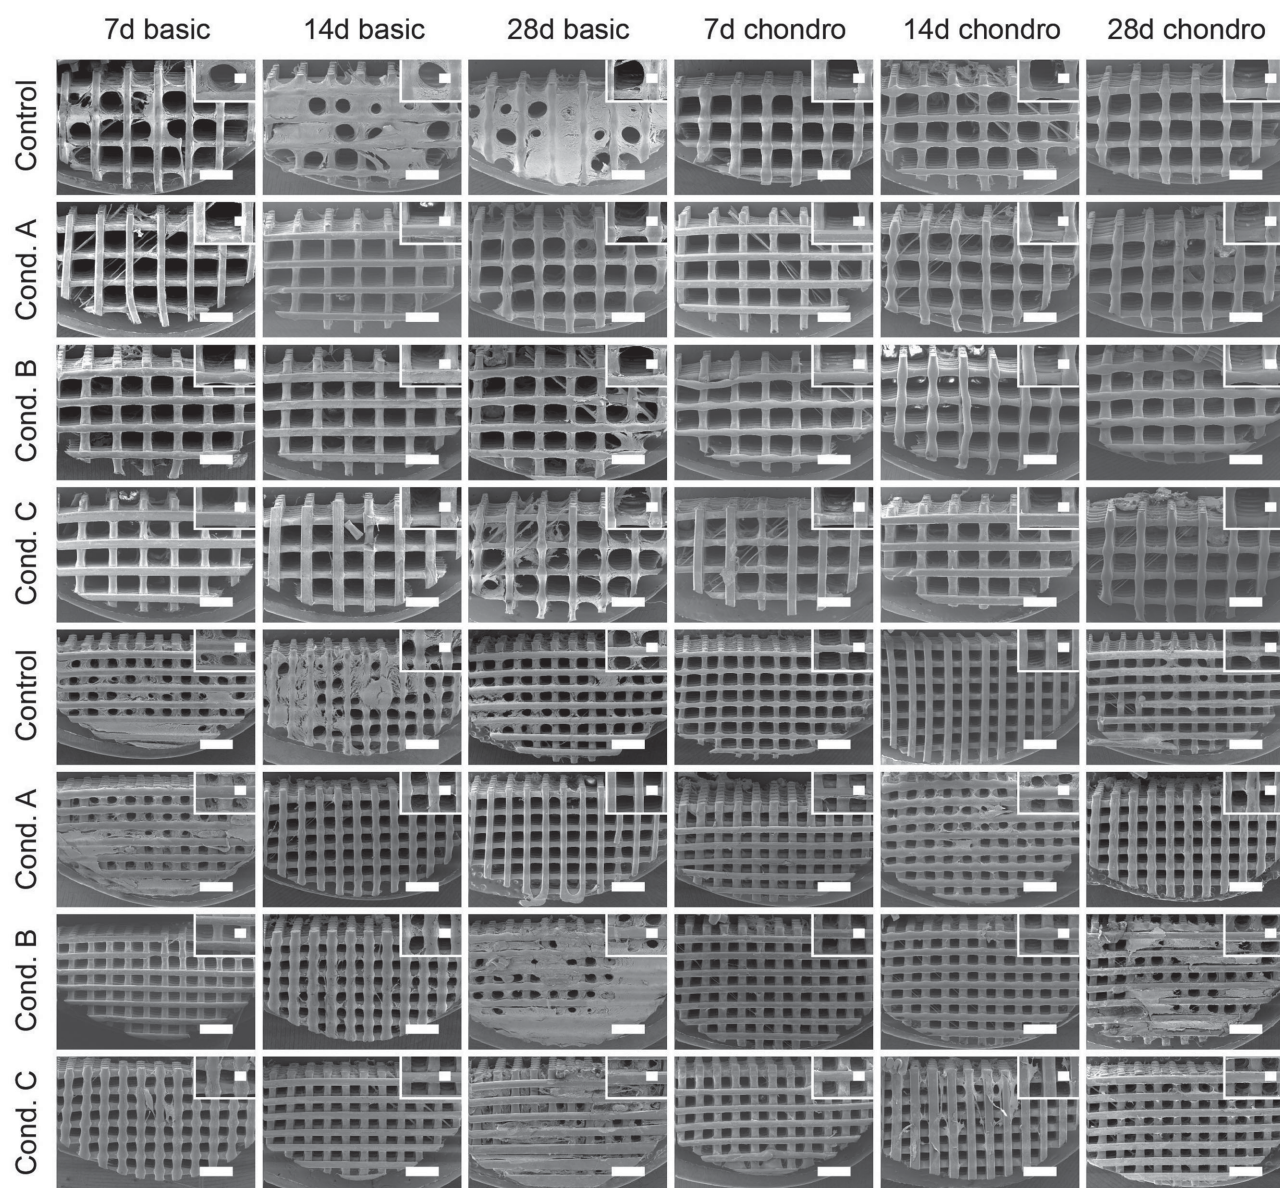 7d basic 14d basic 28d basic 7d chondro 14d chondro 28d chondro
Control
Cond. A
Cond. B
Cond. C
Control
Cond. A
Cond. B
Cond. C